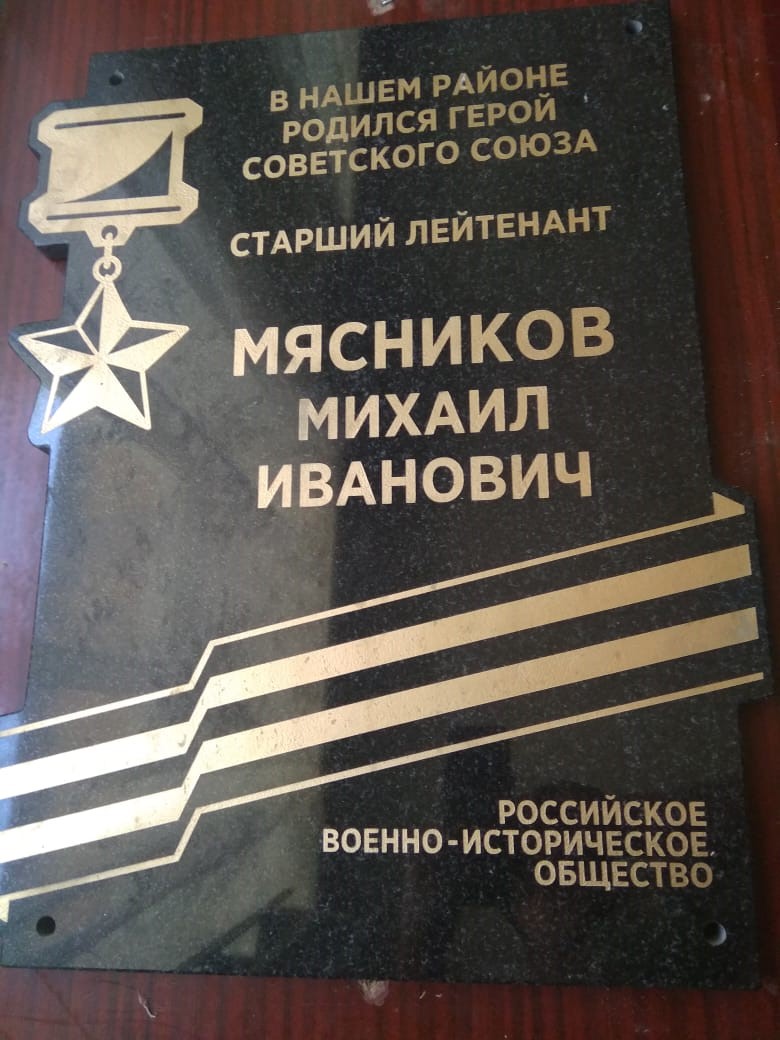 В НАШЕМ РАЙОНЕ
РОДИЛСЯ ГЕРОЙ
СОВЕТСКОГО СОЮЗА
СТАРШИЙ ЛЕЙТЕНАНТ
МЯСНИКОВ
МИХАИЛ
ИВАНОВИЧ
РОССИЙСКОЕ
ВОЕННО-ИСТОРИЧЕСКОЕ
ОБЩЕСТВО